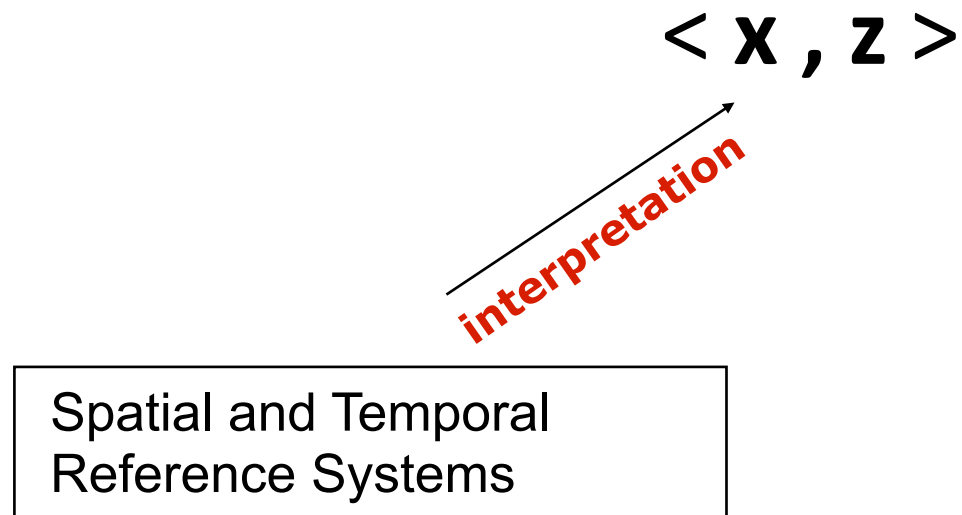 < x , z >
interpretation
Spatial and Temporal
Reference Systems